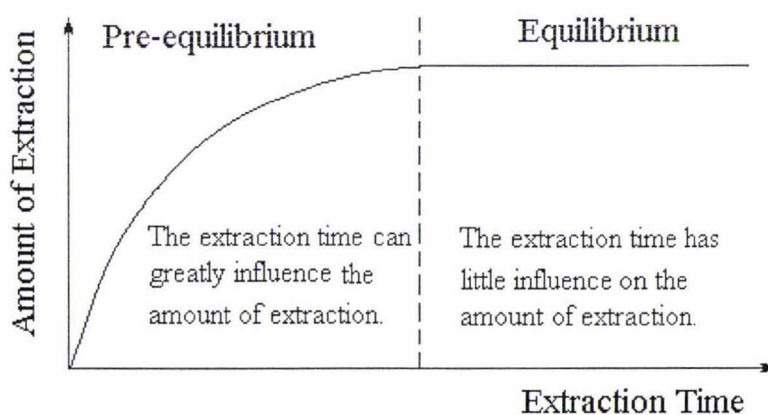 Pre-equilibrium
Equilibrium
Amount of Extraction
The extraction time can
greatly influence the
amount of extraction.
The extraction time has
little influence on the
amount of extraction.
Extraction Time